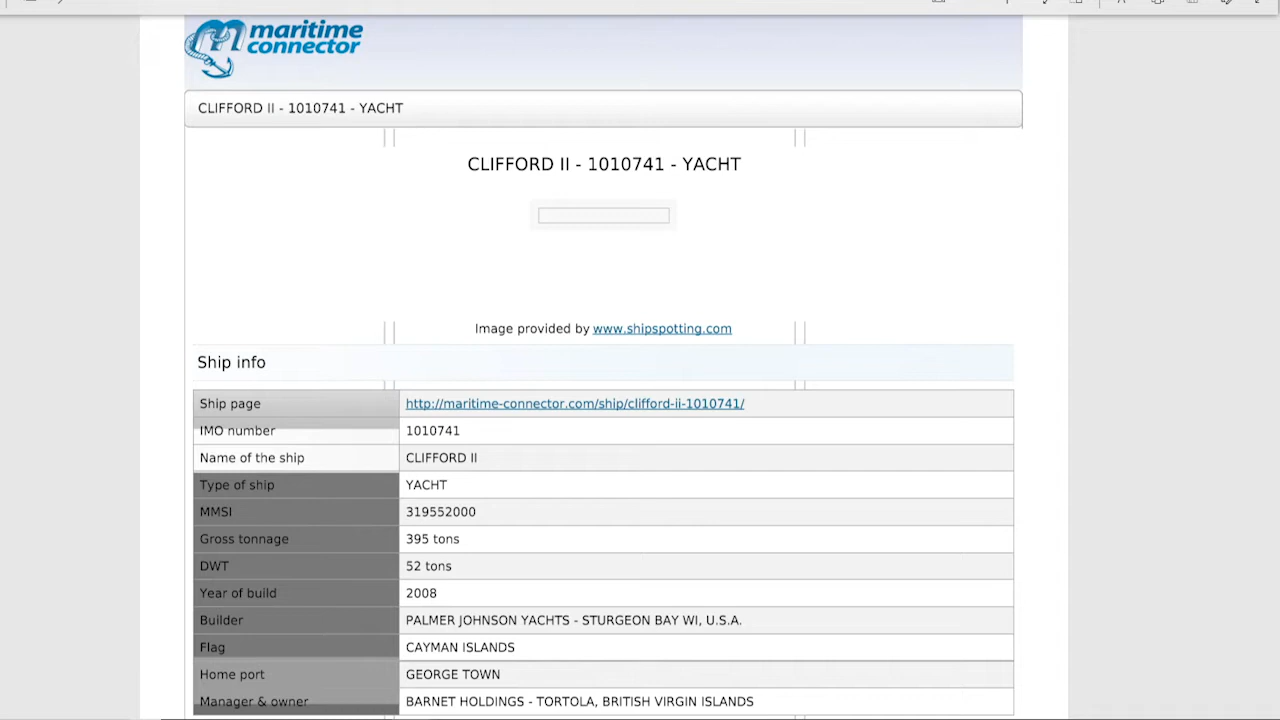 maritime
connector
CLIFFORD II - 1010741 - YACHT
CLIFFORD II - 1010741 - YACHT
Image provided by www.shipspotting.com
Ship info
Ship page http://maritime-connector.com/ship/clifford-ii-1010741/
IMO number 1010741
Name of the ship CLIFFORD II
Type of ship YACHT
MMSI 319552000
Gross tonnage 395 tons
DWT 52 tons
Year of build 2008
Builder PALMER JOHNSON YACHTS - STURGEON BAY WI, U.S.A.
Flag CAYMAN ISLANDS
Home port GEORGE TOWN
Manager & owner BARNET HOLDINGS - TORTOLA, BRITISH VIRGIN ISLANDS